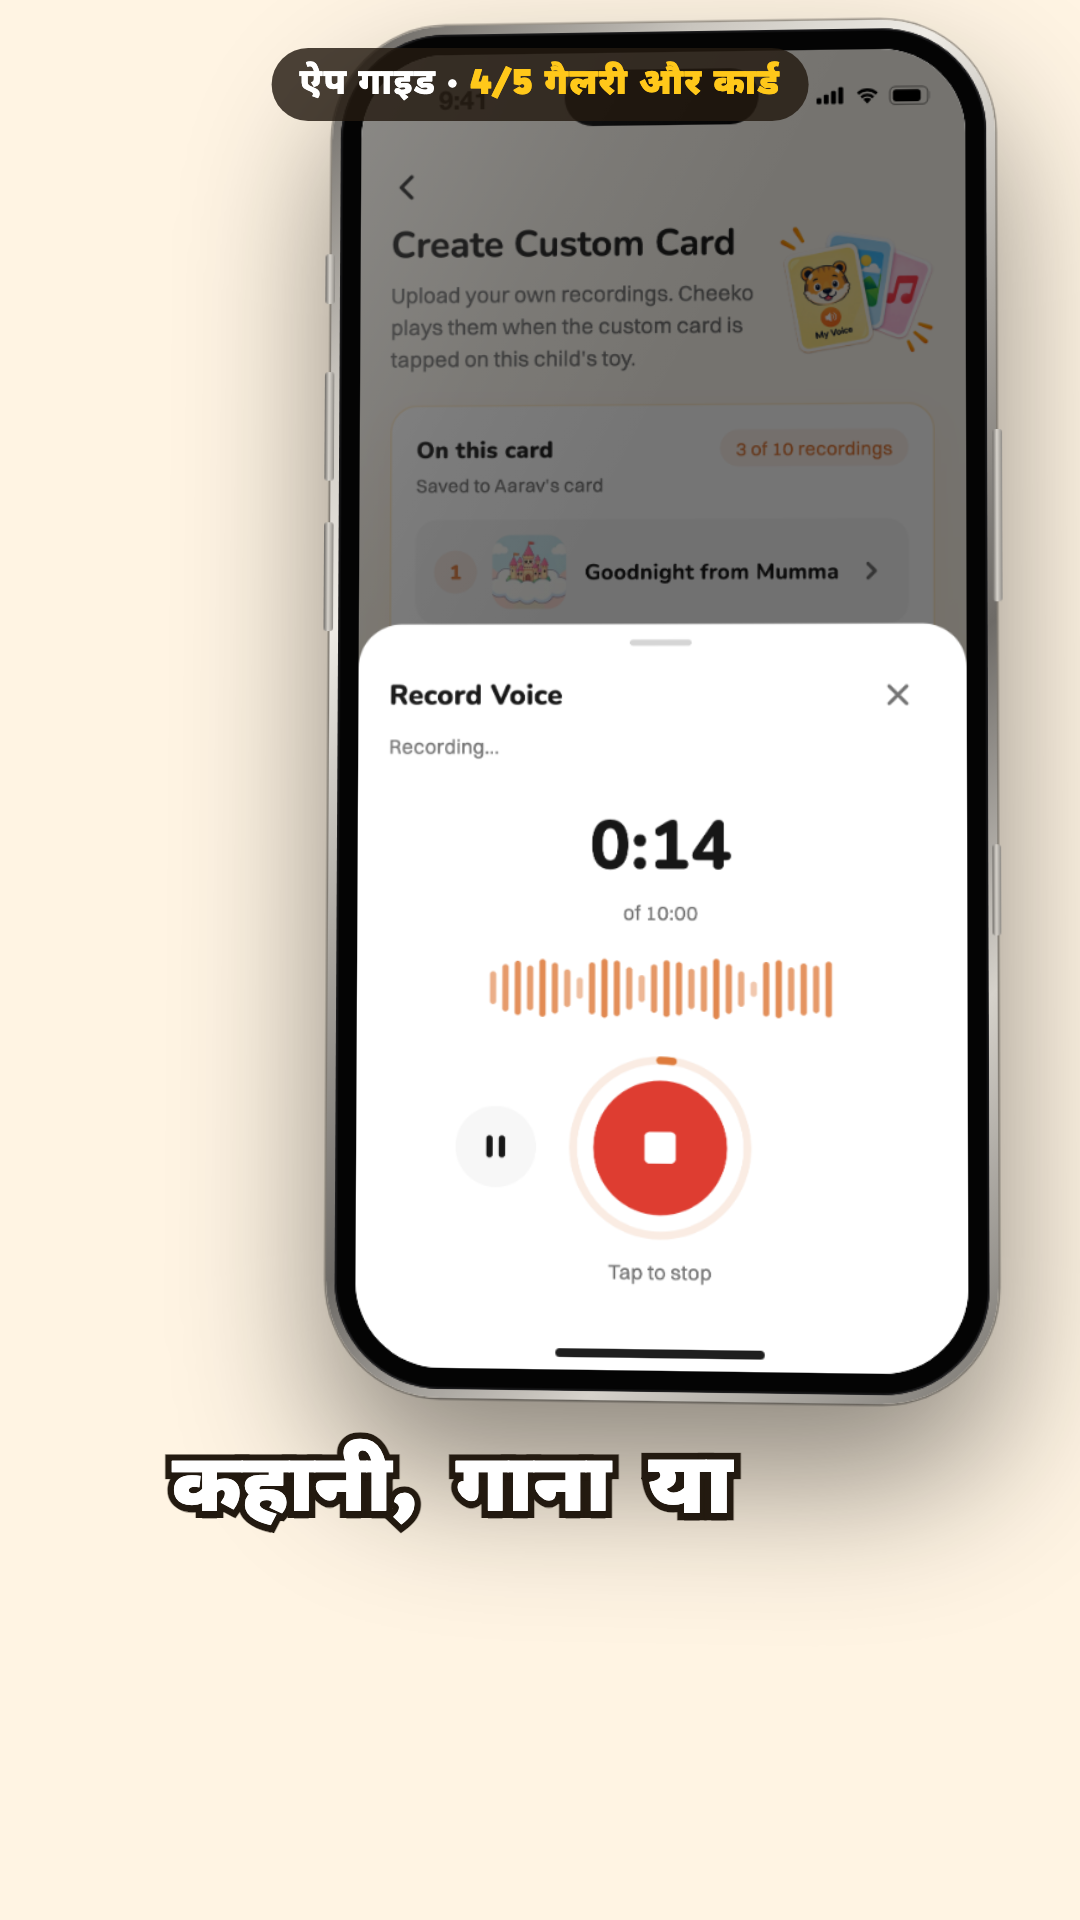 ऐप गाइड · 4/5 गैलरी और कार्ड
9:41
Create Custom Card
Upload your own recordings. Cheeko
plays them when the custom card is
tapped on this child's toy.
My Voice
On this card
3 of 10 recordings
Saved to Aarav's card
1
Goodnight from Mumma
Record Voice
Recording...
0:14
of 10:00
Tap to stop
कहानी, गाना या